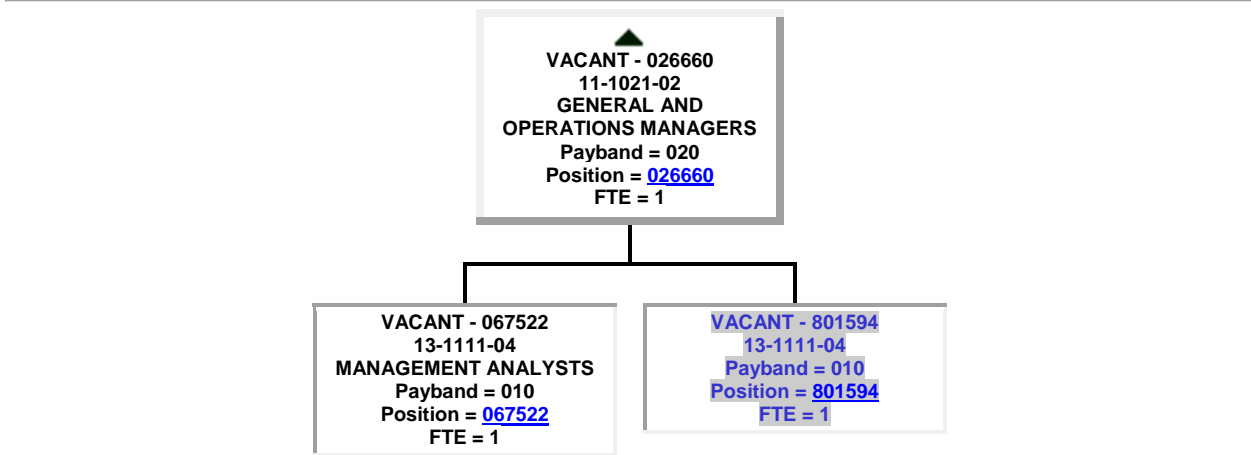 VACANT - 026660
11-1021-02
GENERAL AND
OPERATIONS MANAGERS
Payband = 020
Position = 026660
FTE = 1
VACANT - 067522
13-1111-04
MANAGEMENT ANALYSTS
Payband = 010
Position = 067522
FTE = 1
VACANT - 801594
13-1111-04
Payband = 010
Position = 801594
FTE = 1